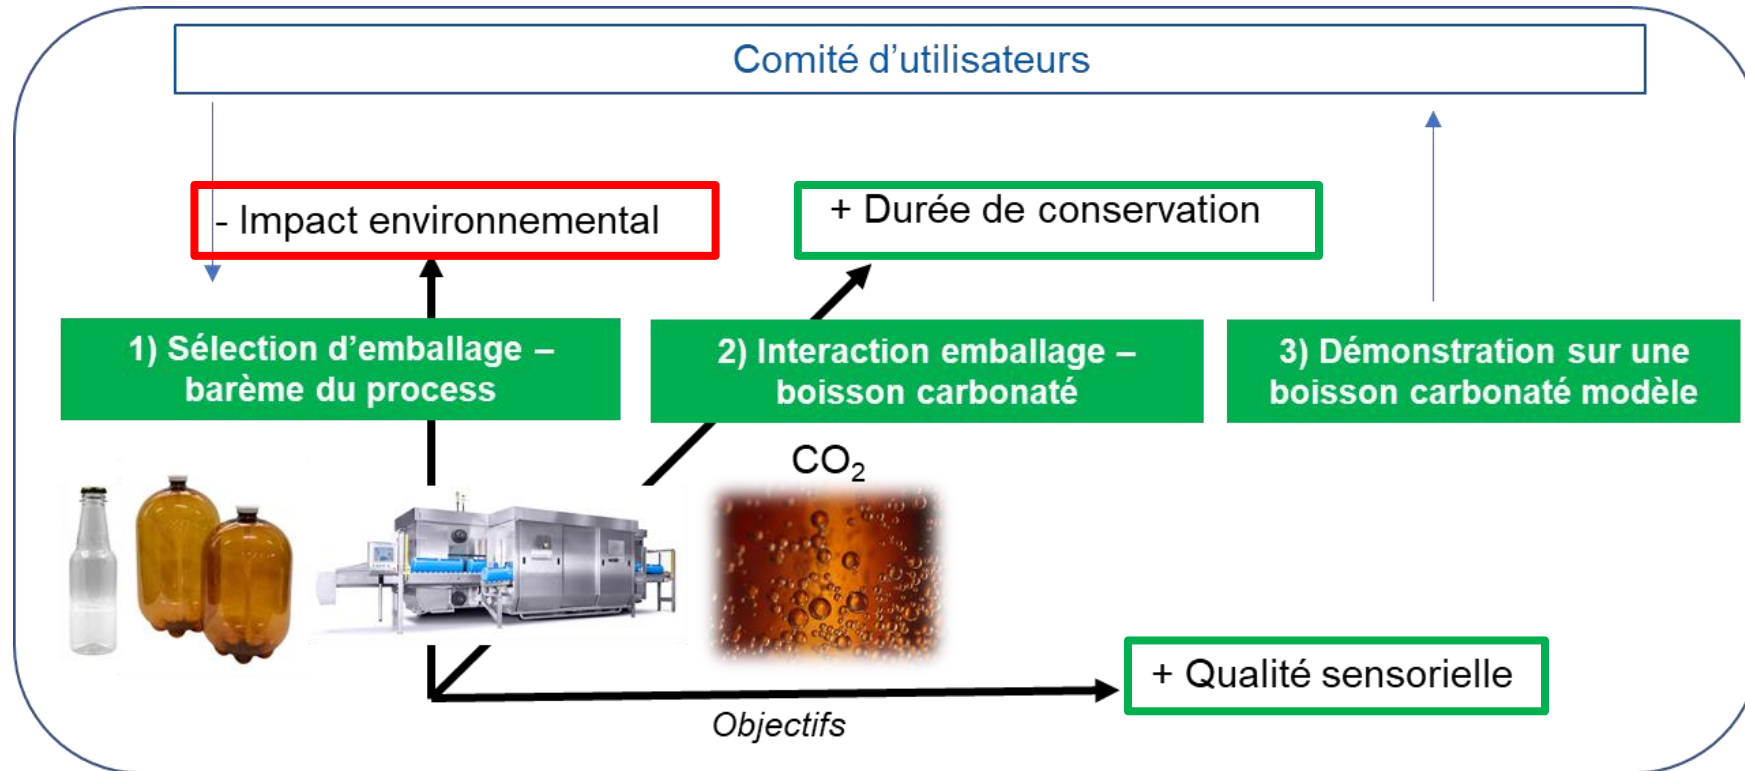 Comité d’utilisateurs
- Impact environnemental
+ Durée de conservation
1) Sélection d’emballage –
barème du process
2) Interaction emballage –
boisson carbonaté
3) Démonstration sur une
boisson carbonaté modèle
CO₂
+ Qualité sensorielle
Objectifs